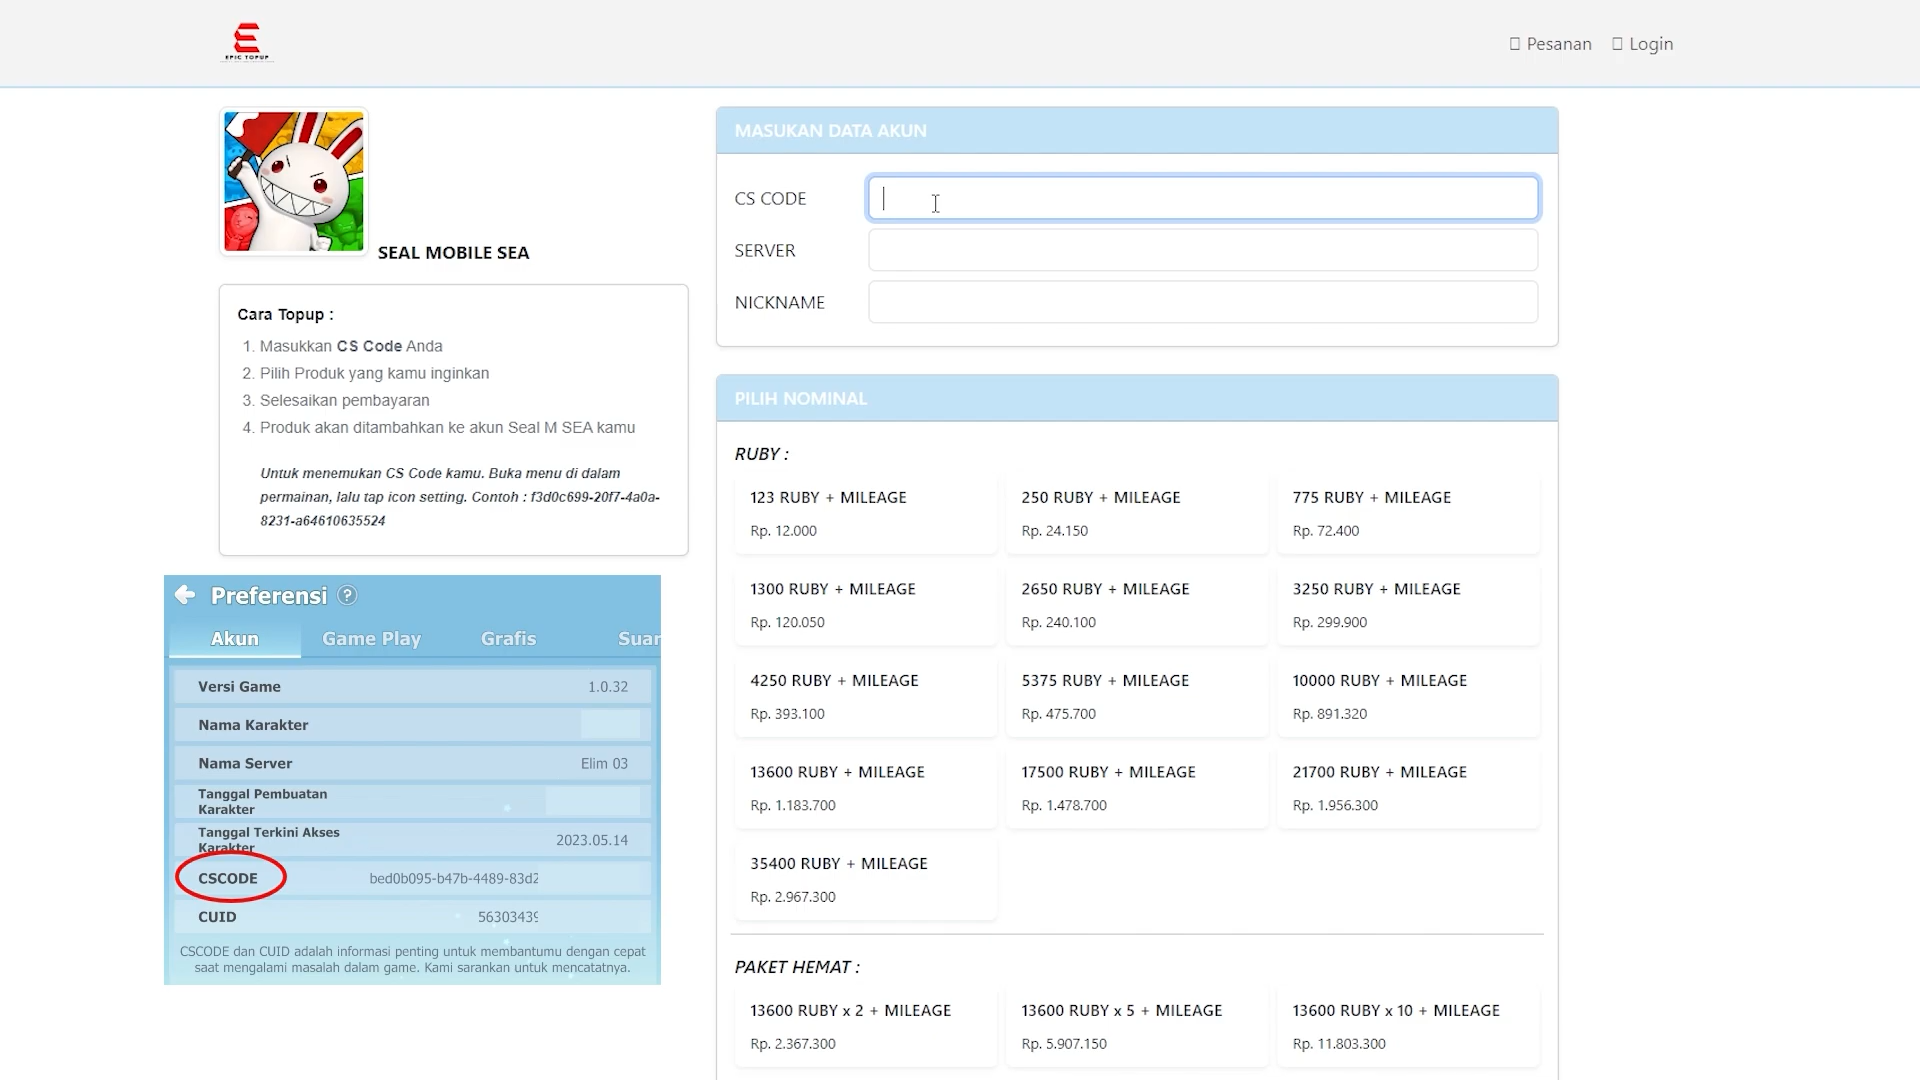 EPIC TOPUP
Pesanan
Login
SEAL MOBILE SEA
Cara Topup :
1. Masukkan CS Code Anda
2. Pilih Produk yang kamu inginkan
3. Selesaikan pembayaran
4. Produk akan ditambahkan ke akun Seal M SEA kamu
Untuk menemukan CS Code kamu. Buka menu di dalam
permainan, lalu tap icon setting. Contoh : f3d0c699-20f7-4a0a-
8231-a64610635524
Preferensi ?
Akun Game Play Grafis Suar
Versi Game 1.0.32
Nama Karakter
Nama Server Elim 03
Tanggal Pembuatan
Karakter
Tanggal Terkini Akses
Karakter 2023.05.14
CSCODE bed0b095-b47b-4489-83d2
CUID 56303439
CSCODE dan CUID adalah informasi penting untuk membantumu dengan cepat
saat mengalami masalah dalam game. Kami sarankan untuk mencatatnya.
MASUKAN DATA AKUN
CS CODE
SERVER
NICKNAME
PILIH NOMINAL
RUBY :
123 RUBY + MILEAGE
Rp. 12.000
250 RUBY + MILEAGE
Rp. 24.150
775 RUBY + MILEAGE
Rp. 72.400
1300 RUBY + MILEAGE
Rp. 120.050
2650 RUBY + MILEAGE
Rp. 240.100
3250 RUBY + MILEAGE
Rp. 299.900
4250 RUBY + MILEAGE
Rp. 393.100
5375 RUBY + MILEAGE
Rp. 475.700
10000 RUBY + MILEAGE
Rp. 891.320
13600 RUBY + MILEAGE
Rp. 1.183.700
17500 RUBY + MILEAGE
Rp. 1.478.700
21700 RUBY + MILEAGE
Rp. 1.956.300
35400 RUBY + MILEAGE
Rp. 2.967.300
PAKET HEMAT :
13600 RUBY x 2 + MILEAGE
Rp. 2.367.300
13600 RUBY x 5 + MILEAGE
Rp. 5.907.150
13600 RUBY x 10 + MILEAGE
Rp. 11.803.300